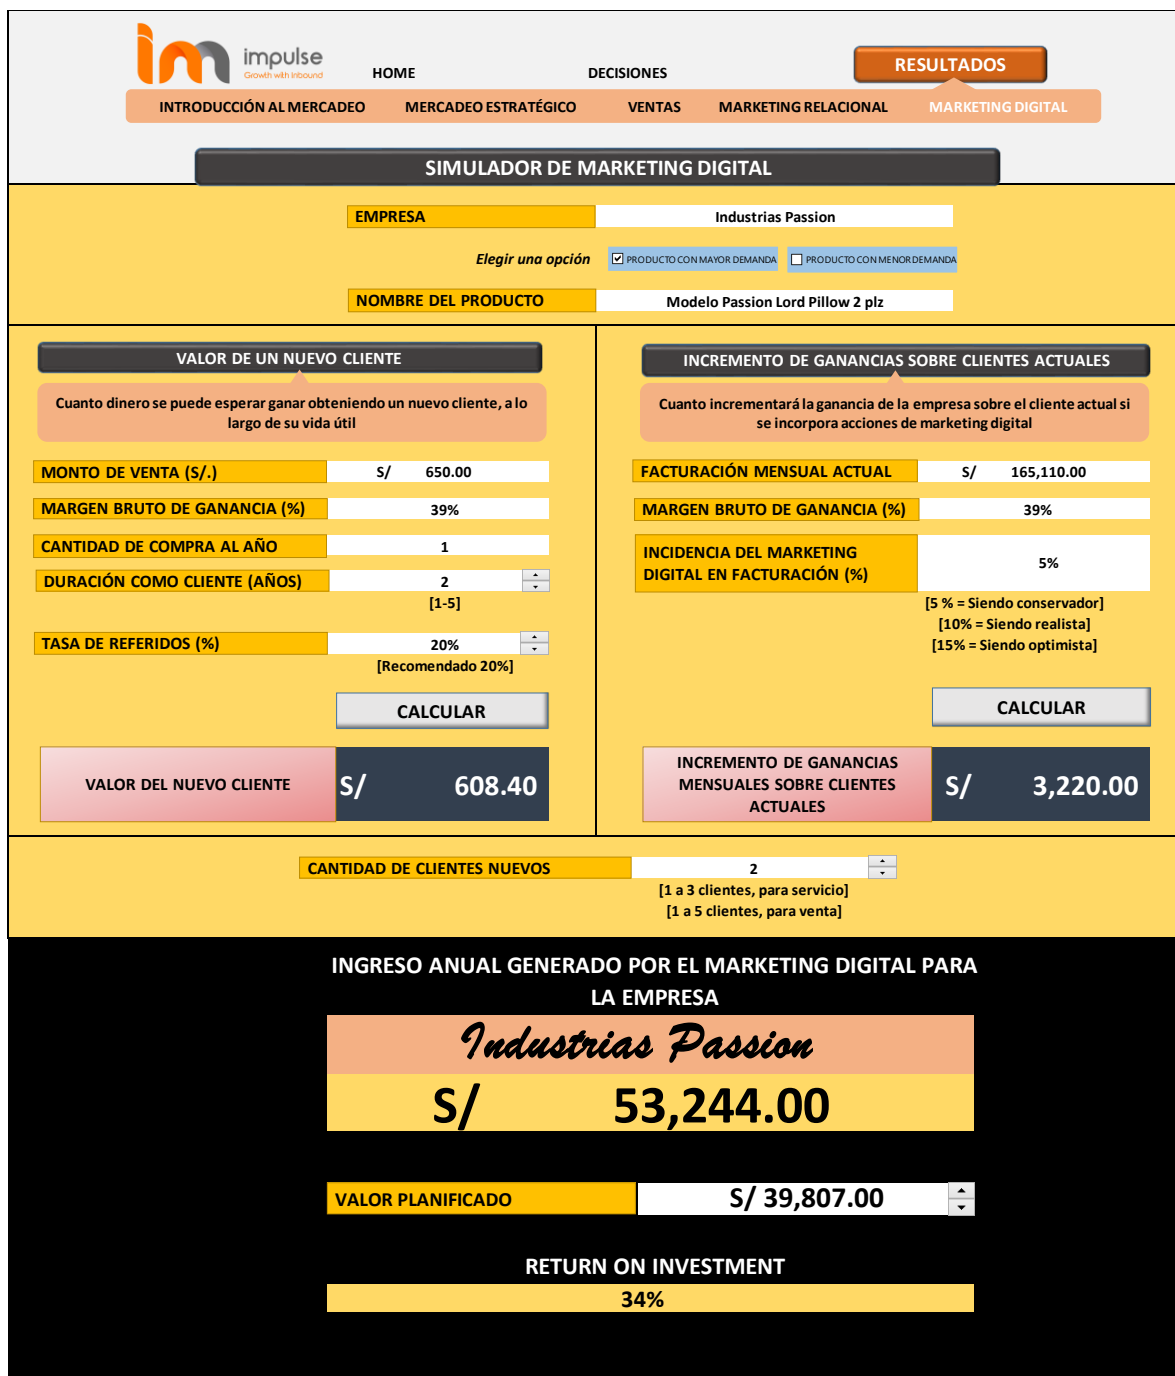 impulse
Growth with inbound
HOME
DECISIONES
RESULTADOS
INTRODUCCIÓN AL MERCADEO
MERCADEO ESTRATÉGICO
VENTAS
MARKETING RELACIONAL
MARKETING DIGITAL
SIMULADOR DE MARKETING DIGITAL
EMPRESA
Industrias Passion
Elegir una opción
PRODUCTO CON MAYOR DEMANDA
PRODUCTO CON MENOR DEMANDA
NOMBRE DEL PRODUCTO
Modelo Passion Lord Pillow 2 plz
VALOR DE UN NUEVO CLIENTE
Cuanto dinero se puede esperar ganar obteniendo un nuevo cliente, a lo
largo de su vida útil
MONTO DE VENTA (S/.)
S/ 650.00
MARGEN BRUTO DE GANANCIA (%)
39%
CANTIDAD DE COMPRA AL AÑO
1
DURACIÓN COMO CLIENTE (AÑOS)
2
[1-5]
TASA DE REFERIDOS (%)
20%
[Recomendado 20%]
CALCULAR
VALOR DEL NUEVO CLIENTE
S/ 608.40
INCREMENTO DE GANANCIAS SOBRE CLIENTES ACTUALES
Cuanto incrementará la ganancia de la empresa sobre el cliente actual si
se incorpora acciones de marketing digital
FACTURACIÓN MENSUAL ACTUAL
S/ 165,110.00
MARGEN BRUTO DE GANANCIA (%)
39%
INCIDENCIA DEL MARKETING
DIGITAL EN FACTURACIÓN (%)
5%
[5 % = Siendo conservador]
[10% = Siendo realista]
[15% = Siendo optimista]
CALCULAR
INCREMENTO DE GANANCIAS
MENSUALES SOBRE CLIENTES
ACTUALES
S/ 3,220.00
CANTIDAD DE CLIENTES NUEVOS
2
[1 a 3 clientes, para servicio]
[1 a 5 clientes, para venta]
INGRESO ANUAL GENERADO POR EL MARKETING DIGITAL PARA
LA EMPRESA
Industrias Passion
S/ 53,244.00
VALOR PLANIFICADO
S/ 39,807.00
RETURN ON INVESTMENT
34%